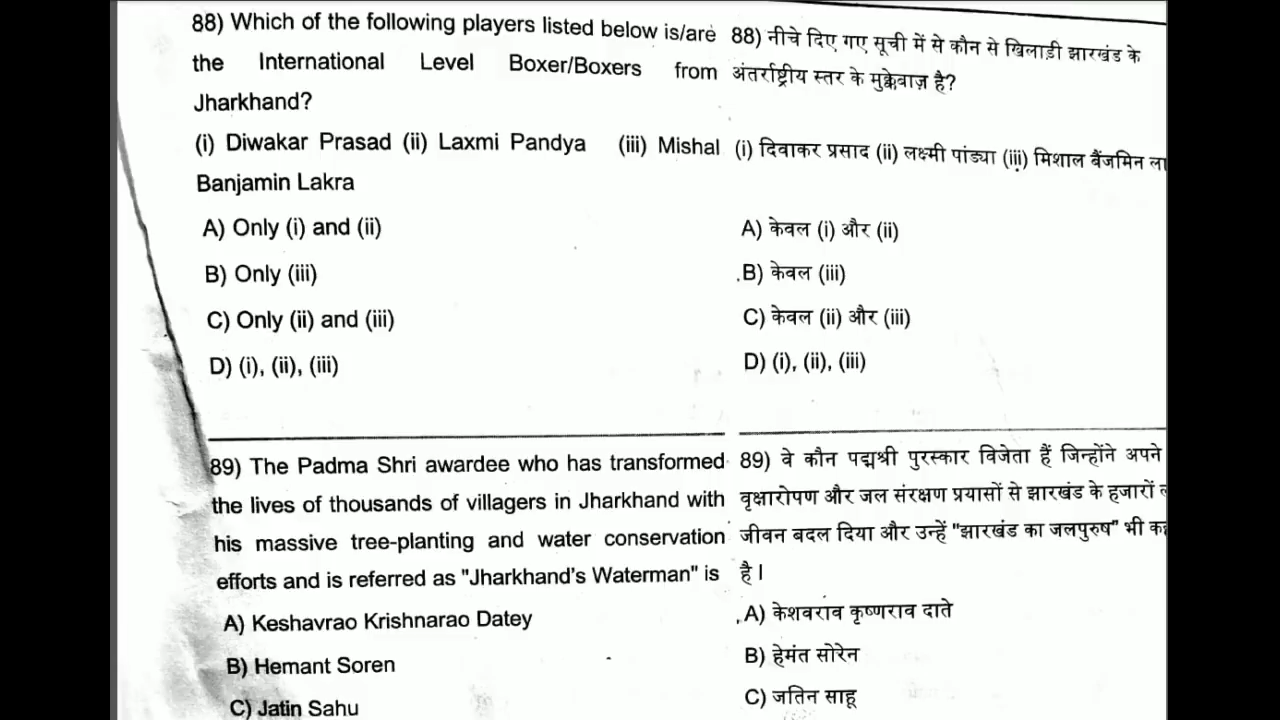 88) Which of the following players listed below is/are
the International Level Boxer/Boxers from
Jharkhand?
(i) Diwakar Prasad (ii) Laxmi Pandya (iii) Mishal
Banjamin Lakra
A) Only (i) and (ii)
B) Only (iii)
C) Only (ii) and (iii)
D) (i), (ii), (iii)
88) नीचे दिए गए सूची में से कौन से खिलाड़ी झारखंड के
अंतर्राष्ट्रीय स्तर के मुक्केबाज़ है?
(i) दिवाकर प्रसाद (ii) लक्ष्मी पांड्या (iii) मिशाल बैंजमिन ला
A) केवल (i) और (ii)
B) केवल (iii)
C) केवल (ii) और (iii)
D) (i), (ii), (iii)
89) The Padma Shri awardee who has transformed
the lives of thousands of villagers in Jharkhand with
his massive tree-planting and water conservation
efforts and is referred as "Jharkhand's Waterman" is
A) Keshavrao Krishnarao Datey
B) Hemant Soren
C) Jatin Sahu
89) वे कौन पद्मश्री पुरस्कार विजेता हैं जिन्होंने अपने
वृक्षारोपण और जल संरक्षण प्रयासों से झारखंड के हजारों
जीवन बदल दिया और उन्हें "झारखंड का जलपुरुष" भी
है।
A) केशवराव कृष्णराव दाते
B) हेमंत सोरेन
C) जतिन साहू